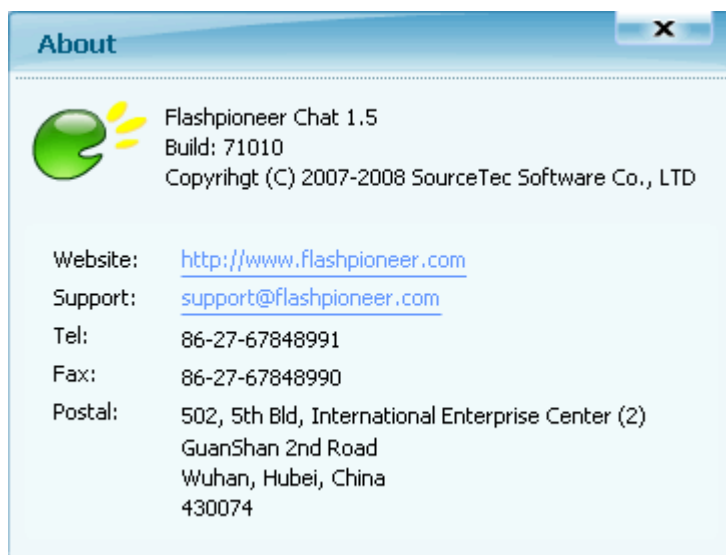 About
Flashpioneer Chat 1.5
Build: 71010
Copyrihgt (C) 2007-2008 SourceTec Software Co., LTD
Website: http://www.flashpioneer.com
Support: support@flashpioneer.com
Tel: 86-27-67848991
Fax: 86-27-67848990
Postal: 502, 5th Bld, International Enterprise Center (2)
GuanShan 2nd Road
Wuhan, Hubei, China
430074